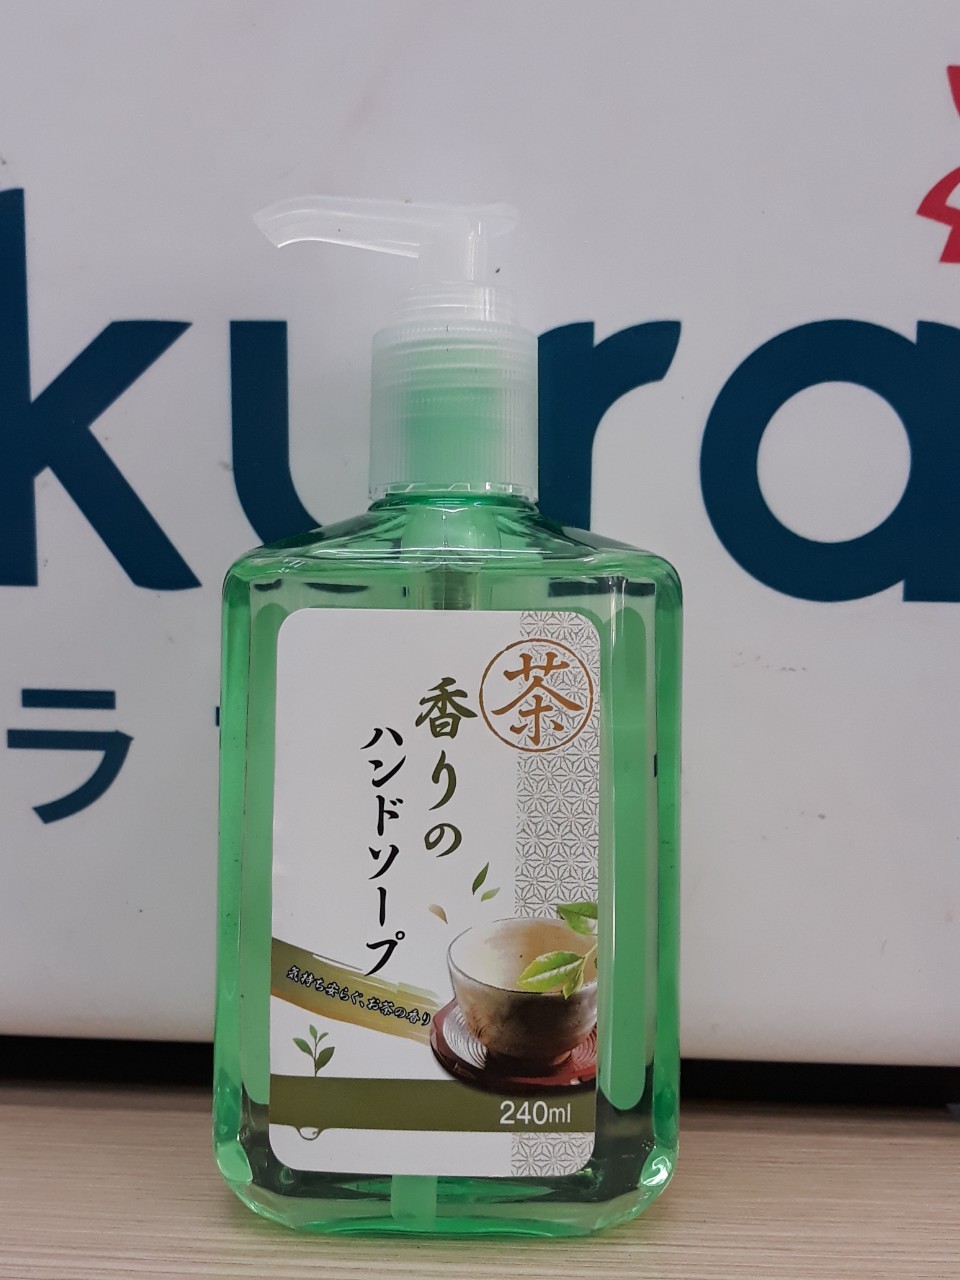 kura
ラ
茶
香りの
ハンドソープ
気持ち安らぐ、お茶の香り
240ml